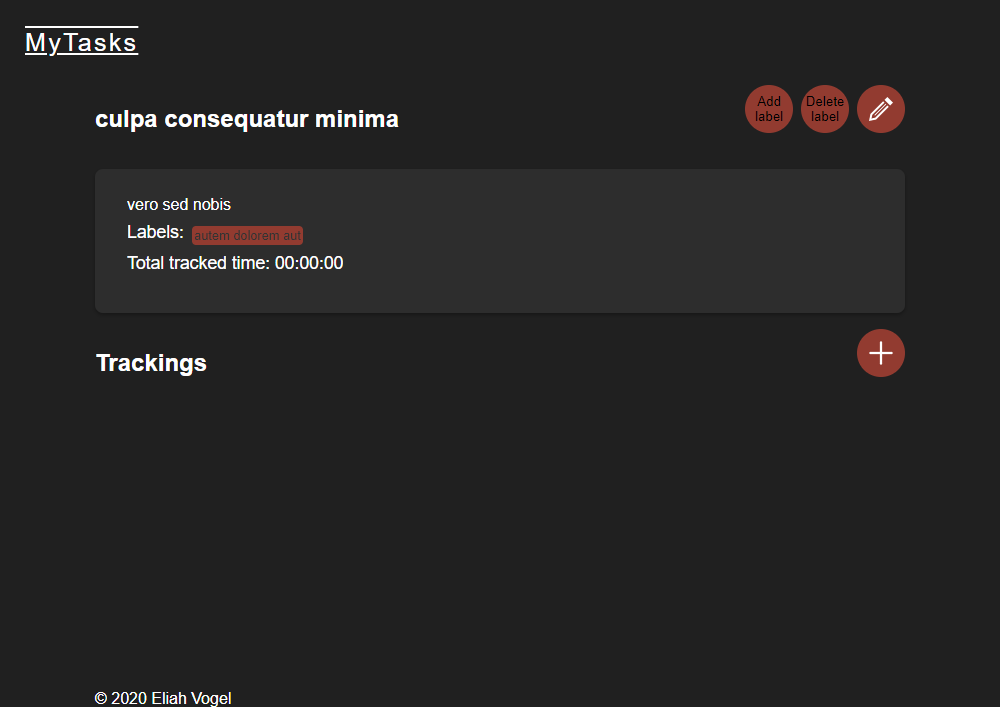 MyTasks
culpa consequatur minima
Add
label
Delete
label
vero sed nobis
Labels: autem dolorem aut
Total tracked time: 00:00:00
Trackings
© 2020 Eliah Vogel